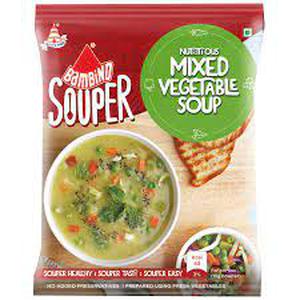 BAMBINO
SOUPER
NUTRITIOUS
MIXED
VEGETABLE
SOUP
SOUPER HEALTHY | SOUPER TASTY | SOUPER EASY
NO ADDED PRESERVATIVES | PREPARED USING FRESH VEGETABLES